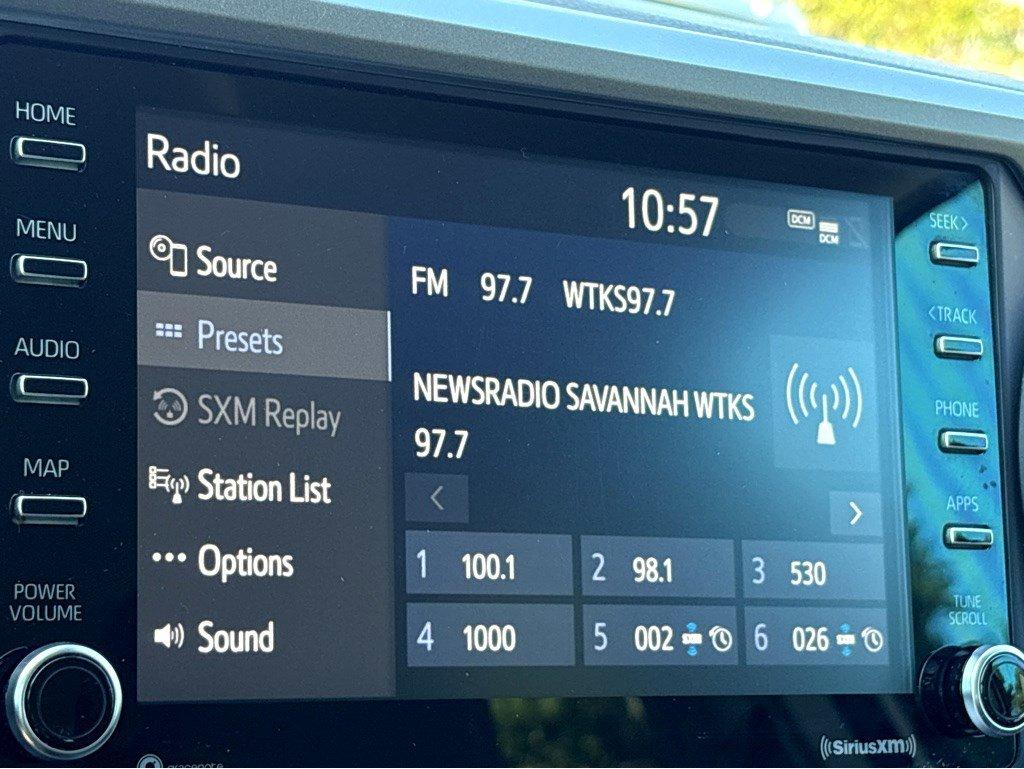 HOME
MENU
AUDIO
MAP
POWER
VOLUME
Radio
10:57
DCM
DCM
Source
Presets
SXM Replay
Station List
Options
Sound
FM 97.7 WTKS97.7
NEWSRADIO SAVANNAH WTKS
97.7
1 100.1
2 98.1
3 530
4 1000
5 002 SXM
6 026 SXM
SEEK >
< TRACK
PHONE
APPS
TUNE
SCROLL
gracenote
((SiriusXM))